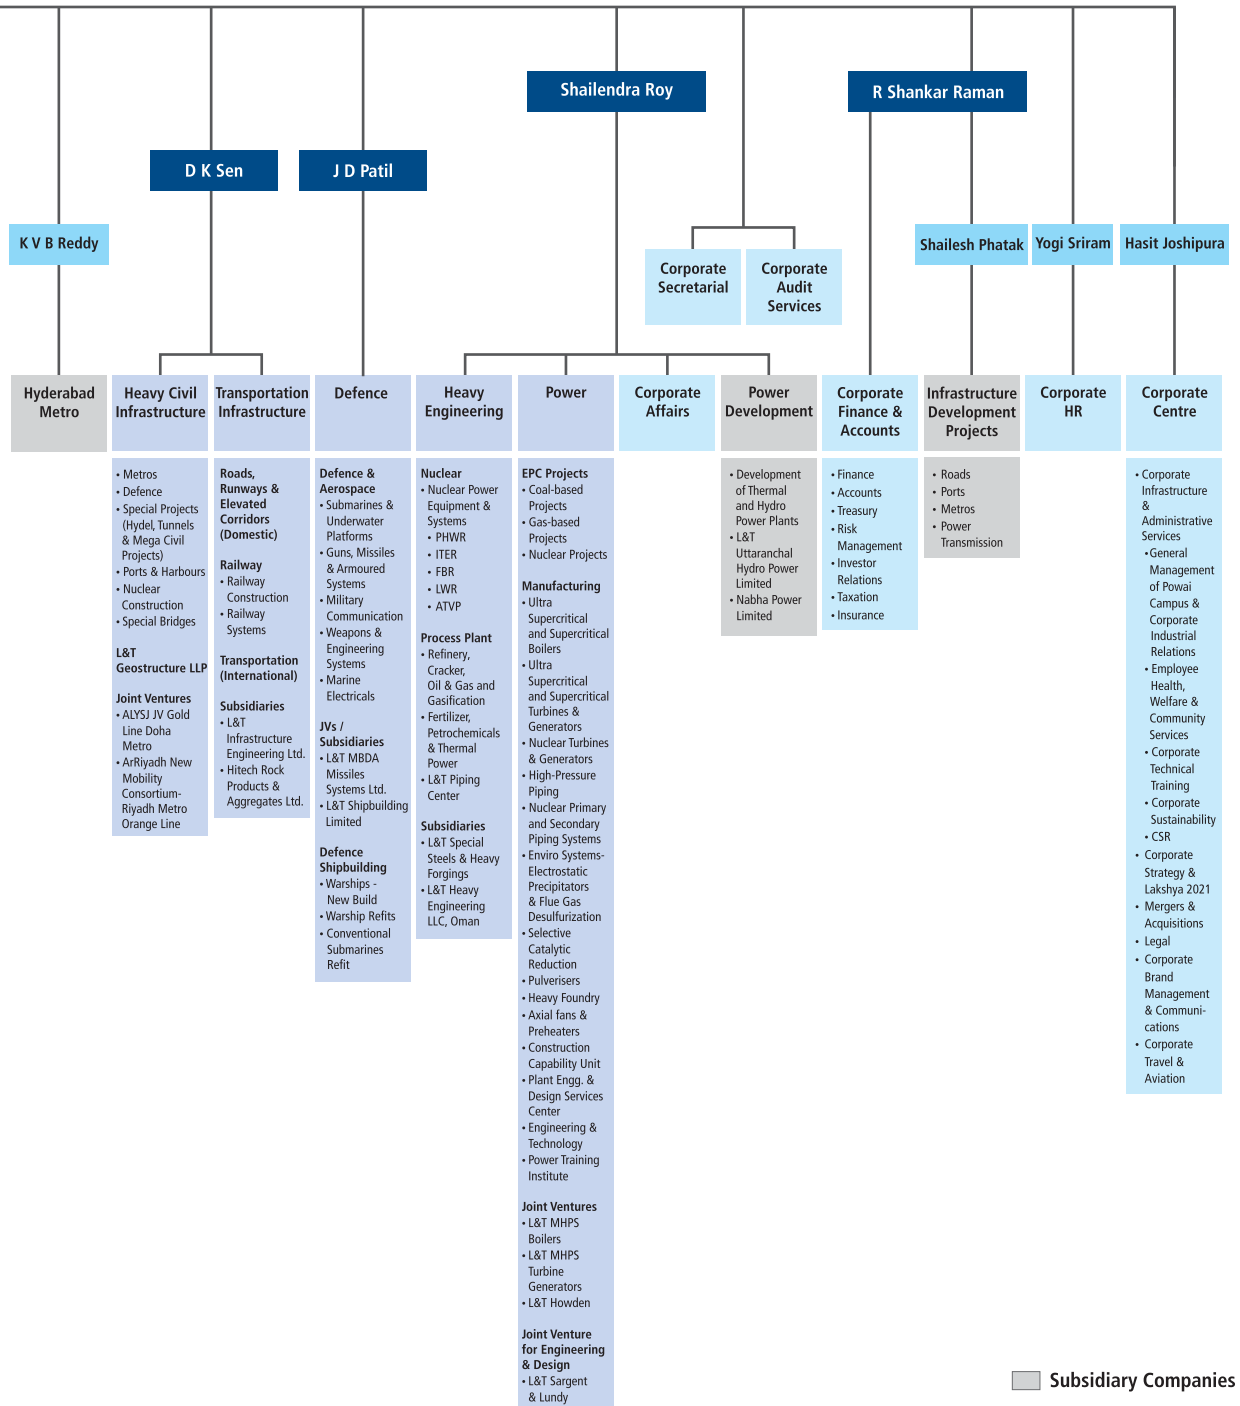 Shailendra Roy
R Shankar Raman
D K Sen
J D Patil
K V B Reddy
Shailesh Phatak
Yogi Sriram
Hasit Joshipura
Corporate
Secretarial
Corporate
Audit
Services
Hyderabad
Metro
Heavy Civil
Infrastructure
• Metros
• Defence
• Special Projects
(Hydel, Tunnels
& Mega Civil
Projects)
• Ports & Harbours
• Nuclear
Construction
• Special Bridges
L&T
Geostructure LLP
Joint Ventures
• ALYSJ JV Gold
Line Doha
Metro
• ArRiyadh New
Mobility
Consortium-
Riyadh Metro
Orange Line
Transportation
Infrastructure
Roads,
Runways &
Elevated
Corridors
(Domestic)
Railway
• Railway
Construction
• Railway
Systems
Transportation
(International)
Subsidiaries
• L&T
Infrastructure
Engineering Ltd.
• Hitech Rock
Products &
Aggregates Ltd.
Defence
Defence &
Aerospace
• Submarines &
Underwater
Platforms
• Guns, Missiles
& Armoured
Systems
• Military
Communication
• Weapons &
Engineering
Systems
• Marine
Electricals
JVs /
Subsidiaries
• L&T MBDA
Missiles
Systems Ltd.
• L&T Shipbuilding
Limited
Defence
Shipbuilding
• Warships -
New Build
• Warship Refits
• Conventional
Submarines
Refit
Heavy
Engineering
Nuclear
• Nuclear Power
Equipment &
Systems
• PHWR
• ITER
• FBR
• LWR
• ATVP
Process Plant
• Refinery,
Cracker,
Oil & Gas and
Gasification
• Fertilizer,
Petrochemicals
& Thermal
Power
• L&T Piping
Center
Subsidiaries
• L&T Special
Steels & Heavy
Forgings
• L&T Heavy
Engineering
LLC, Oman
Power
EPC Projects
• Coal-based
Projects
• Gas-based
Projects
• Nuclear Projects
Manufacturing
• Ultra
Supercritical
and Supercritical
Boilers
• Ultra
Supercritical
and Supercritical
Turbines &
Generators
• Nuclear Turbines
& Generators
• High-Pressure
Piping
• Nuclear Primary
and Secondary
Piping Systems
• Enviro Systems-
Electrostatic
Precipitators
& Flue Gas
Desulfurization
• Selective
Catalytic
Reduction
• Pulverisers
• Heavy Foundry
• Axial fans &
Preheaters
• Construction
Capability Unit
• Plant Engg. &
Design Services
Center
• Engineering &
Technology
• Power Training
Institute
Joint Ventures
• L&T MHPS
Boilers
• L&T MHPS
Turbine
Generators
• L&T Howden
Joint Venture
for Engineering
& Design
• L&T Sargent
& Lundy
Corporate
Affairs
Power
Development
• Development
of Thermal
and Hydro
Power Plants
• L&T
Uttaranchal
Hydro Power
Limited
• Nabha Power
Limited
Corporate
Finance &
Accounts
• Finance
• Accounts
• Treasury
• Risk
Management
• Investor
Relations
• Taxation
• Insurance
Infrastructure
Development
Projects
• Roads
• Ports
• Metros
• Power
Transmission
Corporate
HR
Corporate
Centre
• Corporate
Infrastructure
&
Administrative
Services
• General
Management
of Powai
Campus &
Corporate
Industrial
Relations
• Employee
Health,
Welfare &
Community
Services
• Corporate
Technical
Training
• Corporate
Sustainability
• CSR
• Corporate
Strategy &
Lakshya 2021
• Mergers &
Acquisitions
• Legal
• Corporate
Brand
Management
& Communi-
cations
• Corporate
Travel &
Aviation
Subsidiary Companies